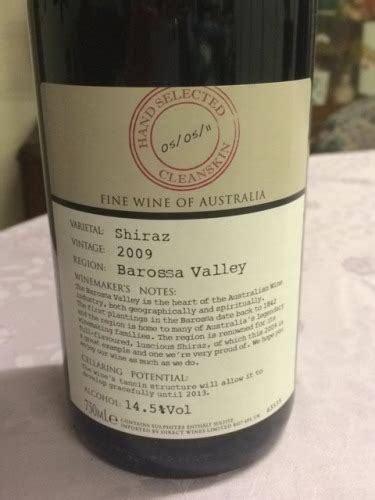 HAND SELECTED
05/05/11
CLEANSKIN
FINE WINE OF AUSTRALIA
VARIETAL: Shiraz
VINTAGE: 2009
REGION: Barossa Valley
WINEMAKER'S NOTES:
The Barossa Valley is the heart of the Australian Wine
industry, both geographically and spiritually.
The first plantings in the Barossa date back to 1842
and the region is home to many of Australia's legendary
winemaking families. The region is renowned for its
full-flavoured, luscious Shiraz, of which this 2009 is
a great example and one we're very proud of. We hope you
enjoy our wine as much as we do.
CELLARING POTENTIAL:
The wine's tannin structure will allow it to
develop gracefully until 2013.
ALCOHOL: 14.5%Vol
750ML e
CONTAINS SULPHITES ENTHALT SULFITE
IMPORTED BY DIRECT WINES LIMITED